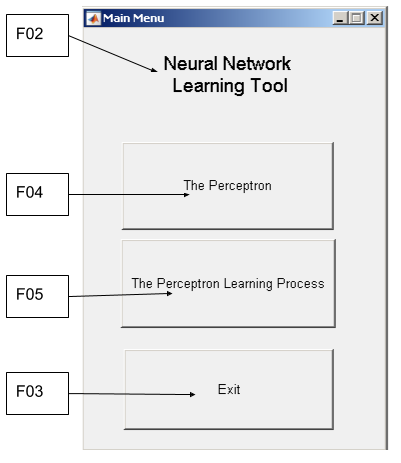 Main Menu
F02
Neural Network
Learning Tool
F04
The Perceptron
F05
The Perceptron Learning Process
F03
Exit